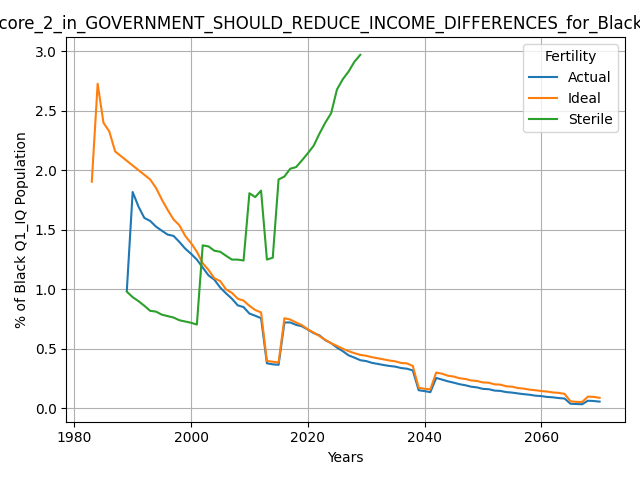 core_2_in_GOVERNMENT_SHOULD_REDUCE_INCOME_DIFFERENCES_for_Black
Fertility
Actual
Ideal
Sterile
% of Black Q1_IQ Population
3.0
2.5
2.0
1.5
1.0
0.5
0.0
1980
2000
2020
2040
2060
Years